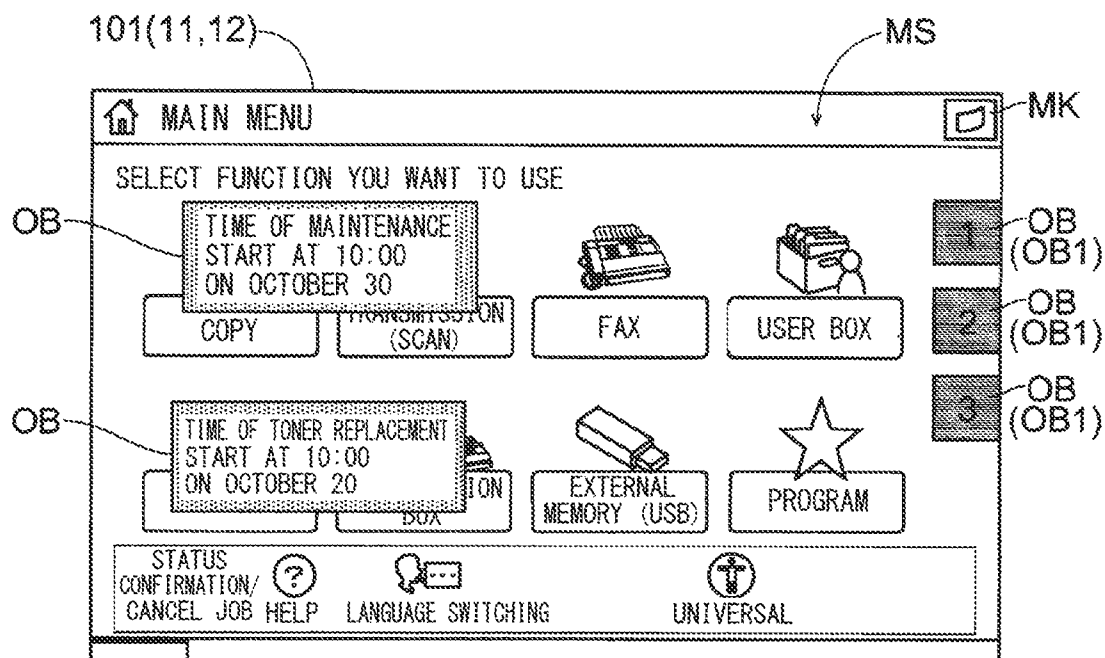 101(11,12)
MS
MAIN MENU
MK
SELECT FUNCTION YOU WANT TO USE
OB
TIME OF MAINTENANCE
START AT 10:00
ON OCTOBER 30
1
OB
(OB1)
COPY
(SCAN)
FAX
USER BOX
2
OB
(OB1)
OB
TIME OF TONER REPLACEMENT
START AT 10:00
ON OCTOBER 20
3
OB
(OB1)
ION
BOX
EXTERNAL
MEMORY (USB)
PROGRAM
STATUS
CONFIRMATION/
CANCEL JOB
?
HELP
LANGUAGE SWITCHING
UNIVERSAL